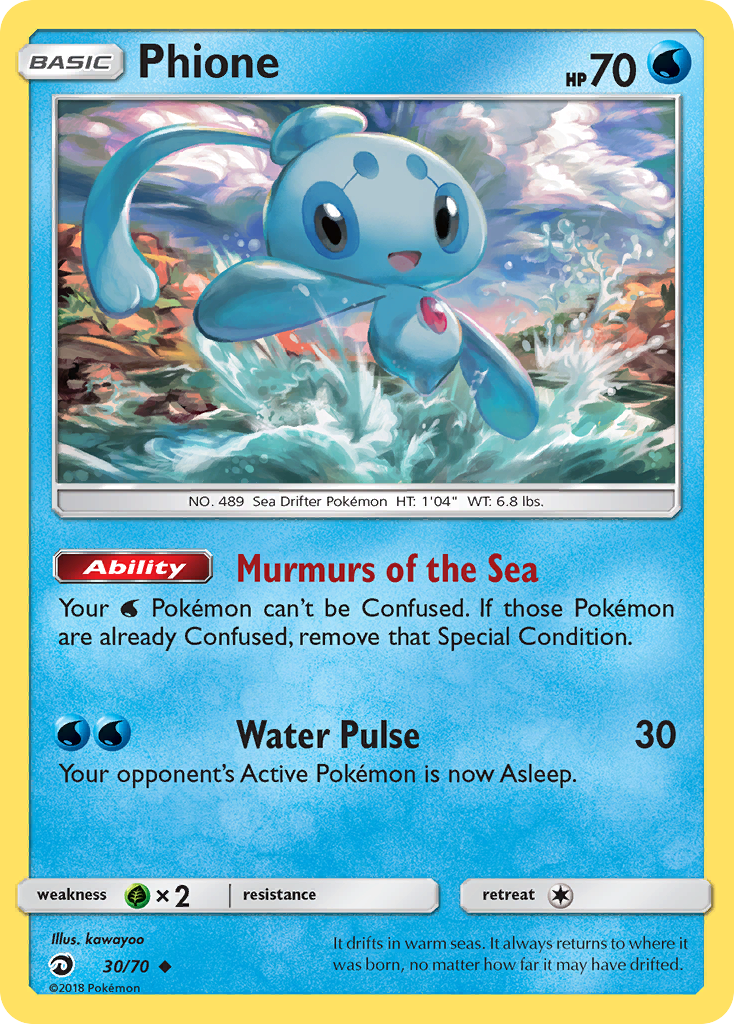 BASIC Phione HP 70
NO. 489 Sea Drifter Pokémon HT: 1'04" WT: 6.8 lbs.
Ability Murmurs of the Sea
Your Pokémon can't be Confused. If those Pokémon
are already Confused, remove that Special Condition.
Water Pulse 30
Your opponent's Active Pokémon is now Asleep.
weakness ×2 resistance retreat
Illus. kawayoo
30/70
©2018 Pokémon
It drifts in warm seas. It always returns to where it
was born, no matter how far it may have drifted.